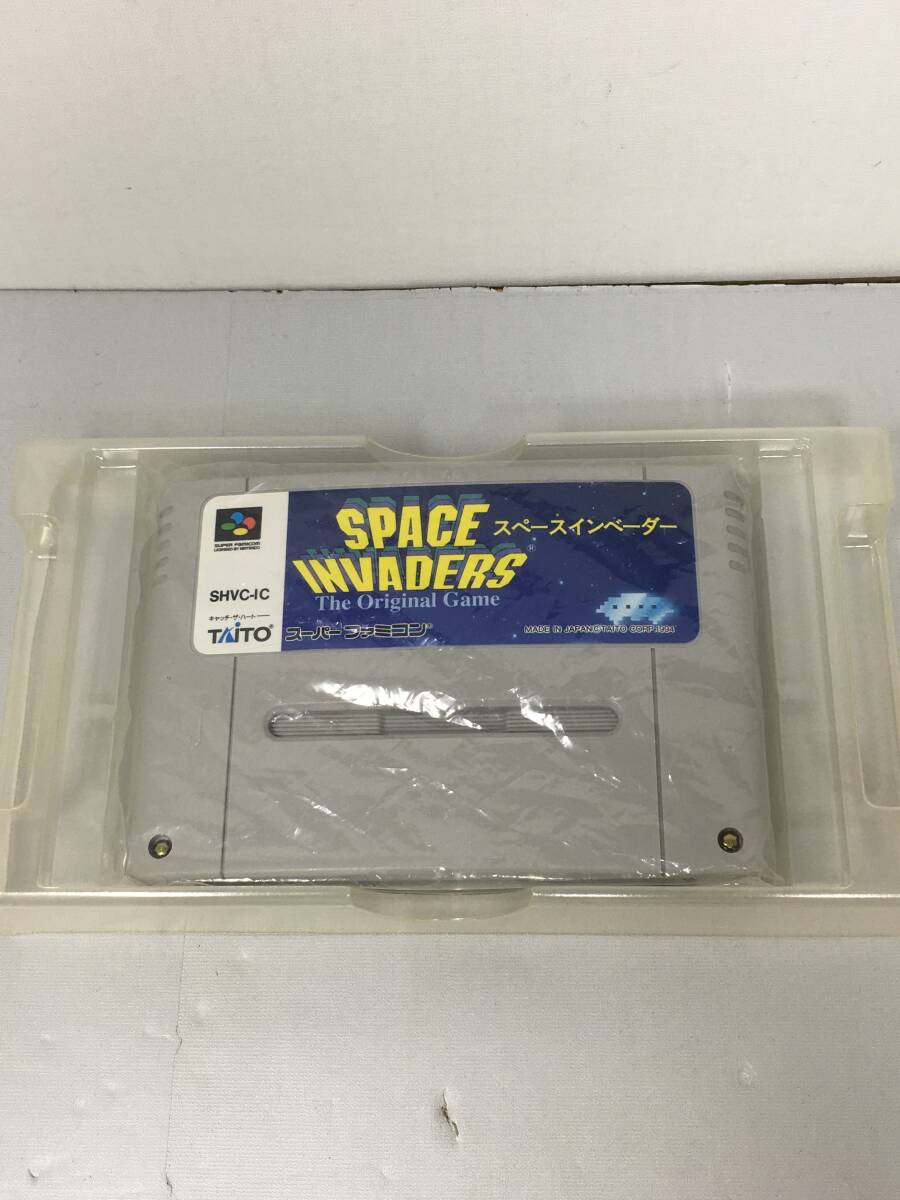 SUPER FAMICOM
LICENSED BY NINTENDO
SHVC-IC
キャッチ・ザ・ハート
TAITO®
SPACE
INVADERS®
The Original Game
スペースインベーダー
スーパーファミコン®
MADE IN JAPAN ©TAITO CORP.1994